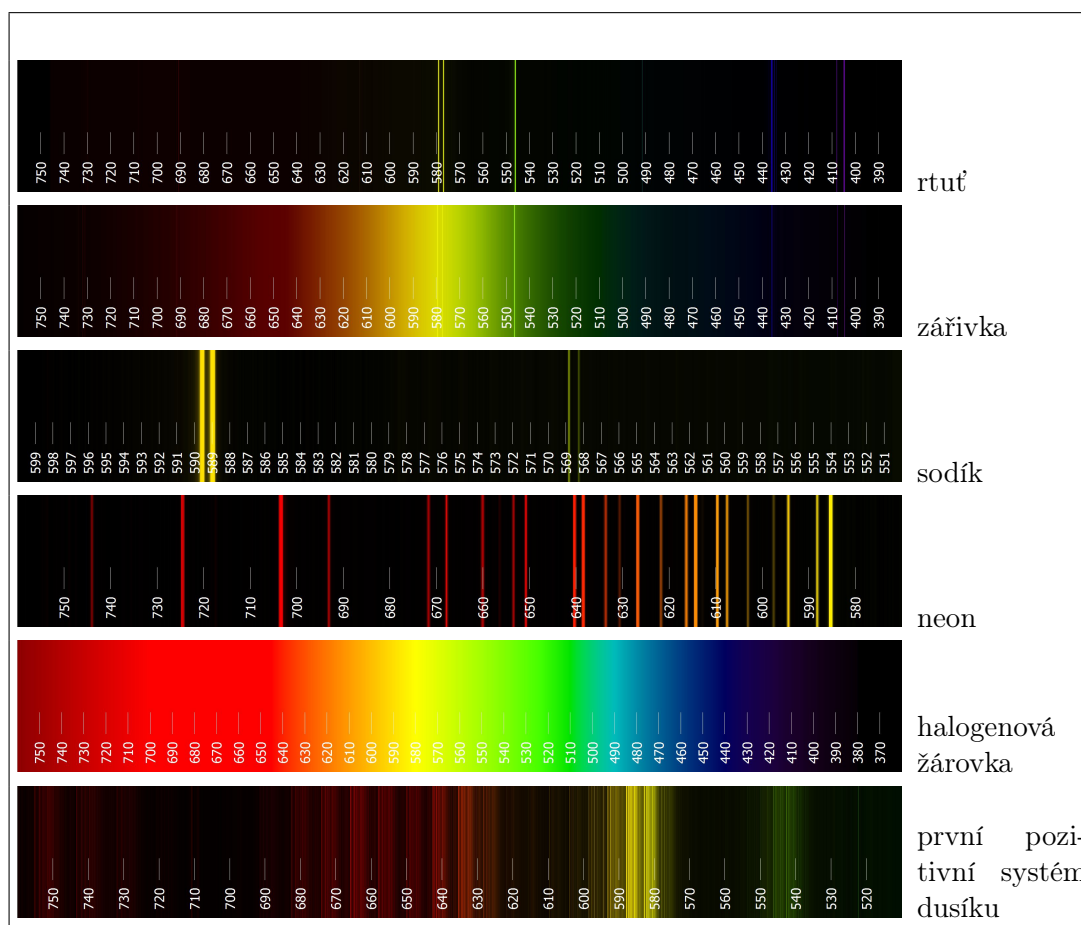 750 740 730 720 710 700 690 680 670 660 650 640 630 620 610 600 590 580 570 560 550 540 530 520 510 500 490 480 470 460 450 440 430 420 410 400 390
rtuť
750 740 730 720 710 700 690 680 670 660 650 640 630 620 610 600 590 580 570 560 550 540 530 520 510 500 490 480 470 460 450 440 430 420 410 400 390
zářivka
599 598 597 596 595 594 593 592 591 590 589 588 587 586 585 584 583 582 581 580 579 578 577 576 575 574 573 572 571 570 569 568 567 566 565 564 563 562 561 560 559 558 557 556 555 554 553 552 551
sodík
750 740 730 720 710 700 690 680 670 660 650 640 630 620 610 600 590 580
neon
750 740 730 720 710 700 690 680 670 660 650 640 630 620 610 600 590 580 570 560 550 540 530 520 510 500 490 480 470 460 450 440 430 420 410 400 390 380 370
halogenová
žárovka
750 740 730 720 710 700 690 680 670 660 650 640 630 620 610 600 590 580 570 560 550 540 530 520
první pozi-
tivní systém
dusíku